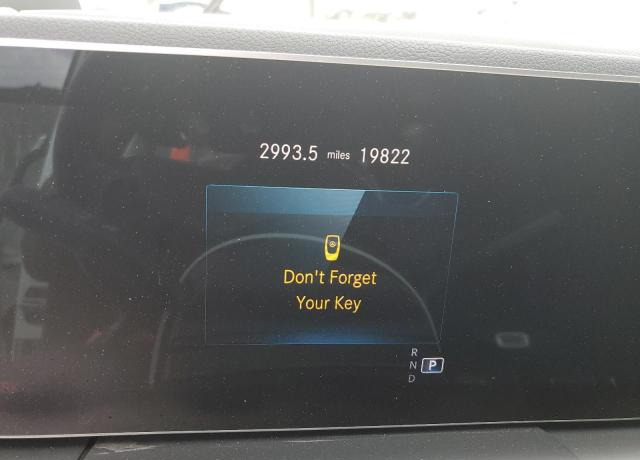 2993.5 miles 19822
Don't Forget
Your Key
R
N P
D